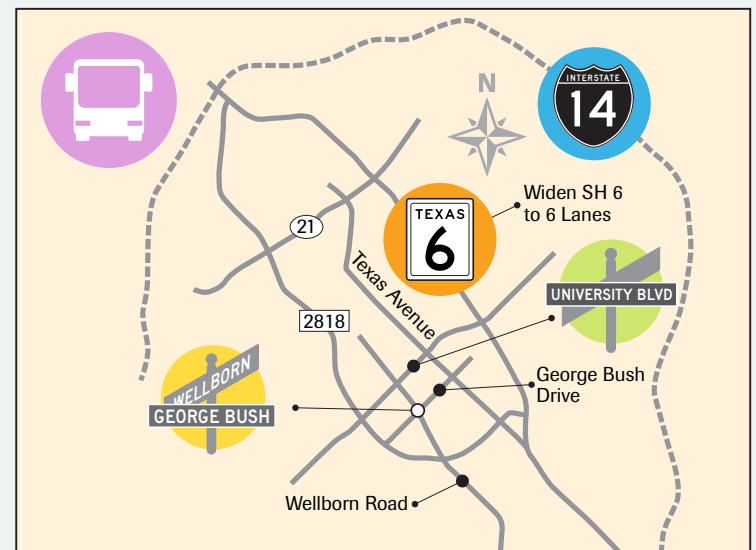 N
INTERSTATE
14
TEXAS
6
Widen SH 6
to 6 Lanes
21
Texas Avenue
UNIVERSITY BLVD
2818
WELLBORN
GEORGE BUSH
George Bush
Drive
Wellborn Road